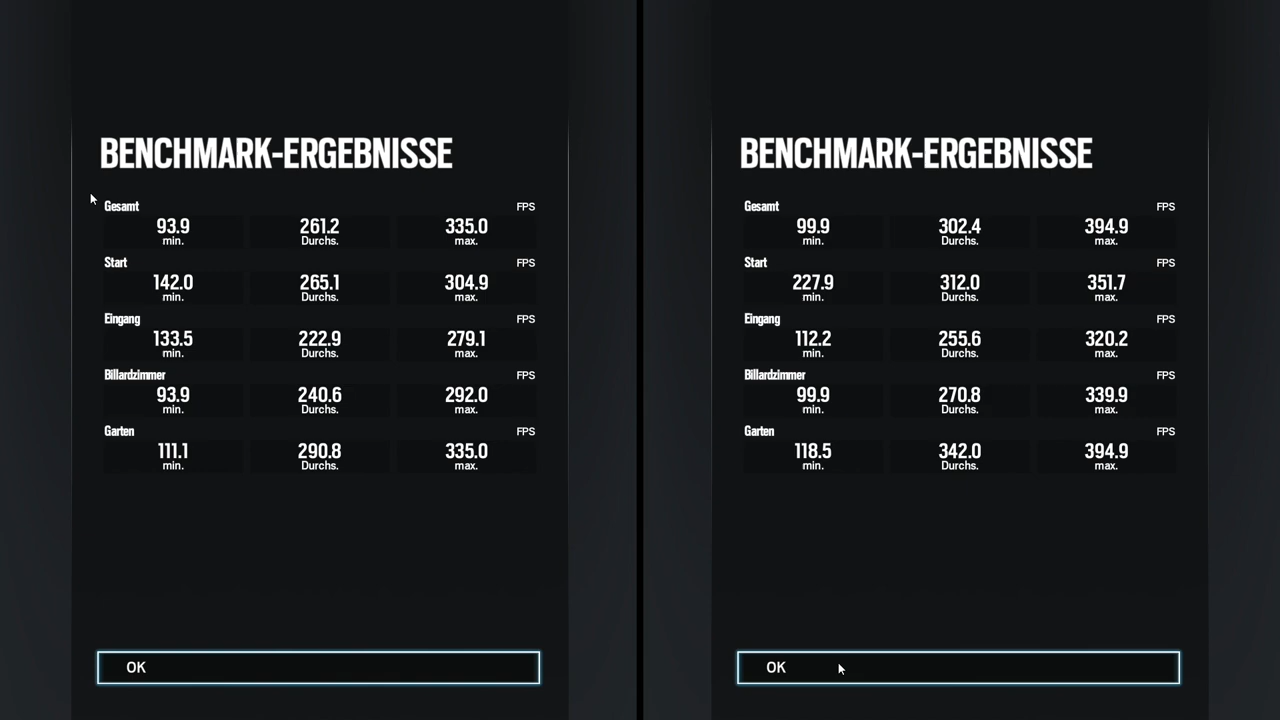 BENCHMARK-ERGEBNISSE
Gesamt FPS
93.9 261.2 335.0
min. Durchs. max.
Start FPS
142.0 265.1 304.9
min. Durchs. max.
Eingang FPS
133.5 222.9 279.1
min. Durchs. max.
Billardzimmer FPS
93.9 240.6 292.0
min. Durchs. max.
Garten FPS
111.1 290.8 335.0
min. Durchs. max.
OK
BENCHMARK-ERGEBNISSE
Gesamt FPS
99.9 302.4 394.9
min. Durchs. max.
Start FPS
227.9 312.0 351.7
min. Durchs. max.
Eingang FPS
112.2 255.6 320.2
min. Durchs. max.
Billardzimmer FPS
99.9 270.8 339.9
min. Durchs. max.
Garten FPS
118.5 342.0 394.9
min. Durchs. max.
OK